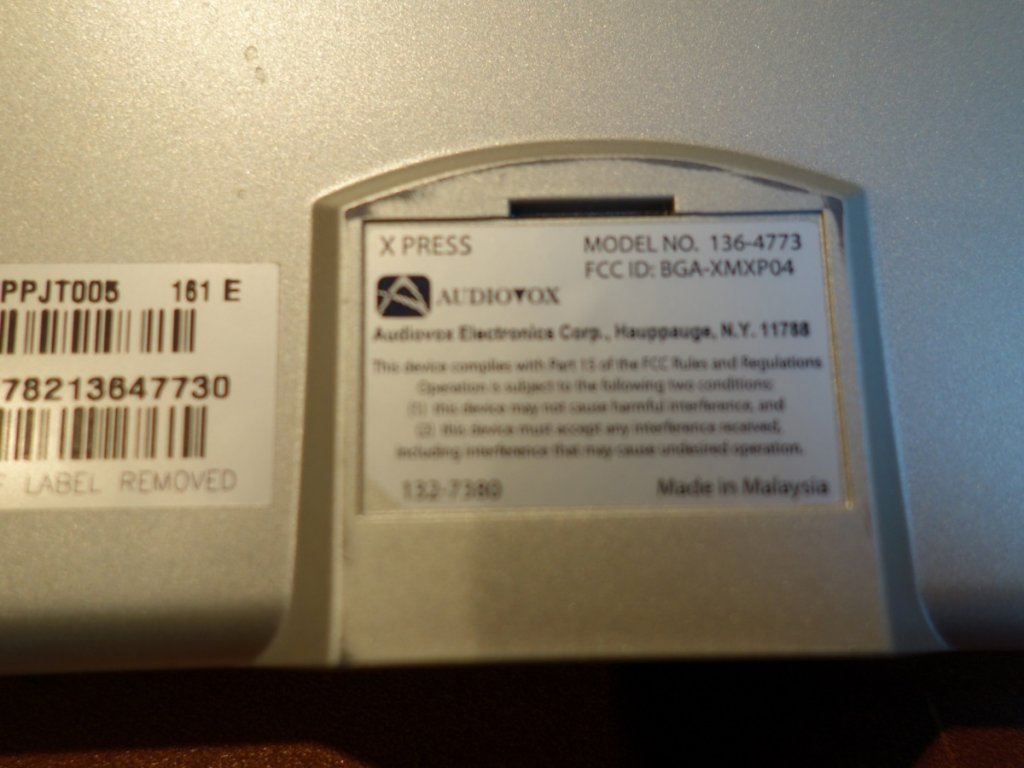 PPJT005 161 E
78213647730
F LABEL REMOVED
X PRESS
MODEL NO. 136-4773
FCC ID: BGA-XMXP04
AUDIOVOX
Audiovox Electronics Corp., Hauppauge, N.Y. 11788
This device complies with Part 15 of the FCC Rules and Regulations
Operation is subject to the following two conditions:
(1) this device may not cause harmful interference, and
(2) this device must accept any interference received,
including interference that may cause undesired operation.
132-7380
Made in Malaysia